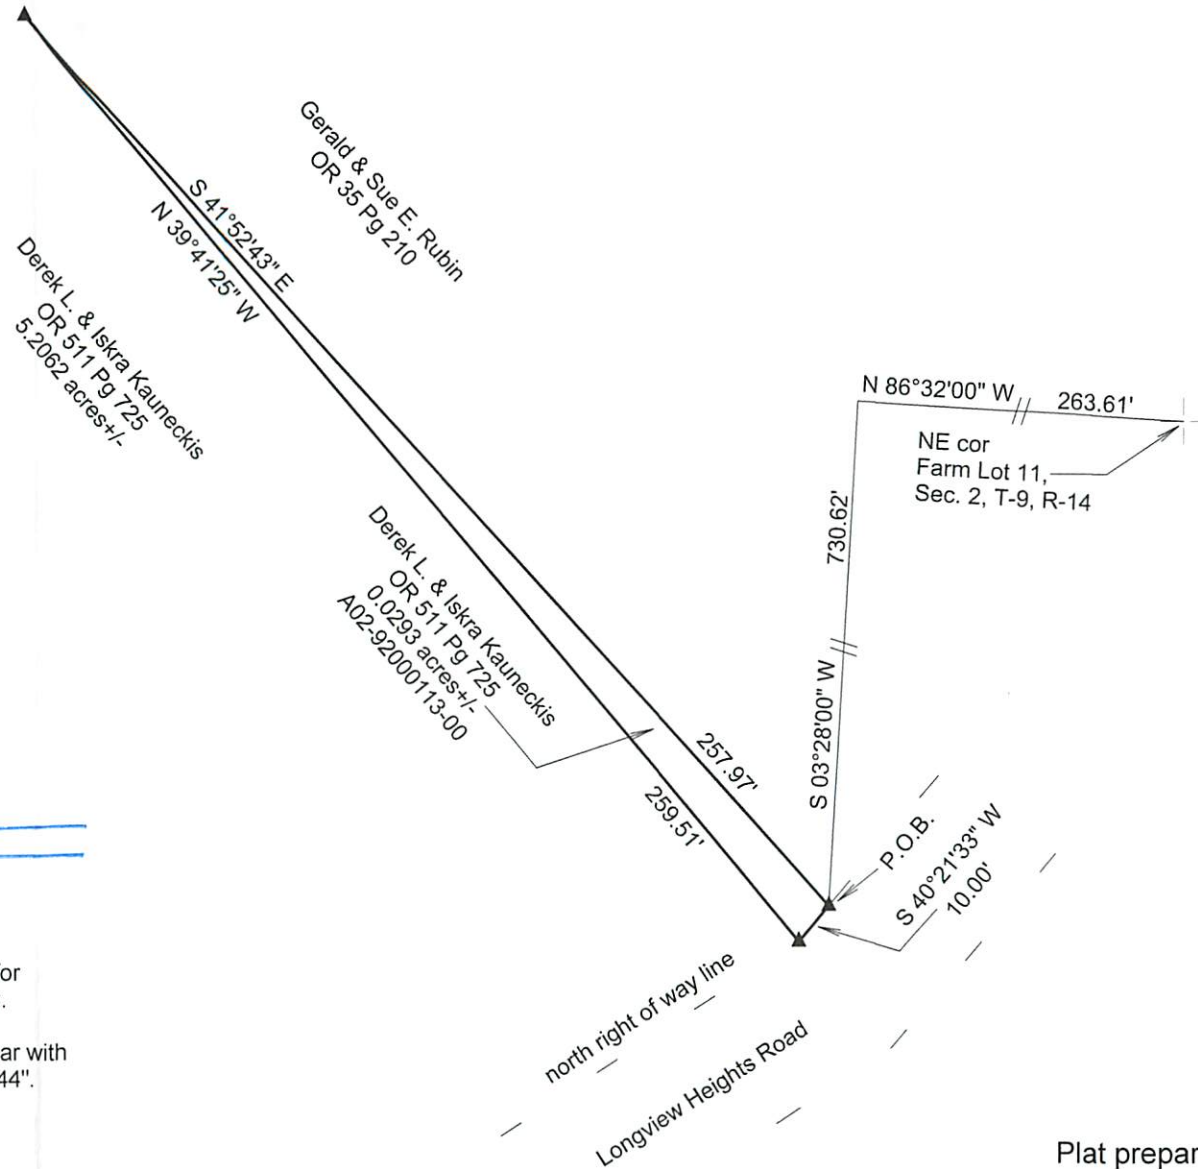 Gerald & Sue E. Rubin
OR 35 Pg 210
S 41°52'43" E
N 39°41'25" W
Derek L. & Iskra Kauneckis
OR 511 Pg 725
5.2062 acres+/-
N 86°32'00" W
263.61'
NE cor
Farm Lot 11,
Sec. 2, T-9, R-14
730.62'
S 03°28'00" W
Derek L. & Iskra Kauneckis
OR 511 Pg 725
0.0293 acres+/-
A02-92000113-00
257.97'
259.51'
P.O.B.
S 40°21'33" W
10.00'
north right of way line
Longview Heights Road
or
ar with
44".
Plat prepar